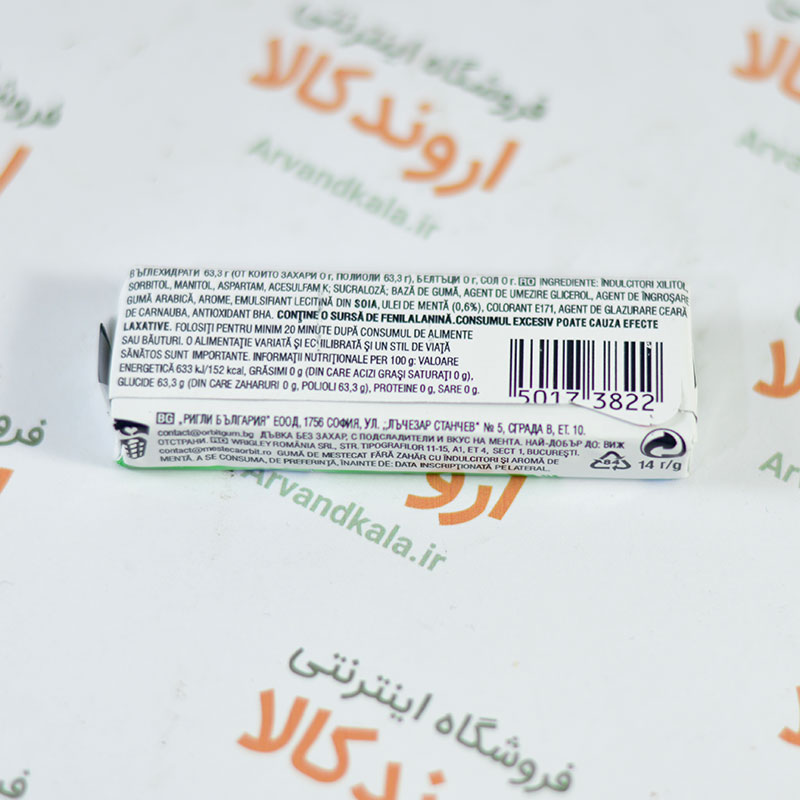 فروشگاه اینترنتی
اروند کالا
Arvandkala.ir
ВЪГЛЕХИДРАТИ 63,3 г (ОТ КОИТО ЗАХАРИ 0 г, ПОЛИОЛИ 63,3 г), БЕЛТЪЦИ 0 г, СОЛ 0 г. RO INGREDIENTE: ÎNDULCITORI XILITOL,
SORBITOL, MANITOL, ASPARTAM, ACESULFAM K; SUCRALOZĂ; BAZĂ DE GUMĂ, AGENT DE UMEZIRE GLICEROL, AGENT DE ÎNGROȘARE
GUMĂ ARABICĂ, AROME, EMULSIFIANT LECITINĂ DIN SOIA, ULEI DE MENTĂ (0,6%), COLORANT E171, AGENT DE GLAZURARE CEARĂ
DE CARNAUBA, ANTIOXIDANT BHA. CONȚINE O SURSĂ DE FENILALANINĂ. CONSUMUL EXCESIV POATE CAUZA EFECTE
LAXATIVE. FOLOSIȚI PENTRU MINIM 20 MINUTE DUPĂ CONSUMUL DE ALIMENTE
SAU BĂUTURI. O ALIMENTAȚIE VARIATĂ ȘI ECHILIBRATĂ ȘI UN STIL DE VIAȚĂ
SĂNĂTOS SUNT IMPORTANTE. INFORMAȚII NUTRIȚIONALE PER 100 g: VALOARE
ENERGETICĂ 633 kJ/152 kcal, GRĂSIMI 0 g (DIN CARE ACIZI GRAȘI SATURAȚI 0 g),
GLUCIDE 63,3 g (DIN CARE ZAHARURI 0 g, POLIOLI 63,3 g), PROTEINE 0 g, SARE 0 g.
5017 3822
BG „РИГЛИ БЪЛГАРИЯ" ЕООД, 1756 СОФИЯ, УЛ. „ЛЪЧЕЗАР СТАНЧЕВ" № 5, СГРАДА В, ЕТ. 10.
contact@orbitgum.bg ДЪВКА БЕЗ ЗАХАР, С ПОДСЛАДИТЕЛИ И ВКУС НА МЕНТА. НАЙ-ДОБЪР ДО: ВИЖ
ОТСТРАНИ. RO WRIGLEY ROMÂNIA SRL, STR. TIPOGRAFILOR 11-15, A1, ET 4, SECT 1, BUCUREȘTI.
contact@mestecaorbit.ro GUMĂ DE MESTECAT FĂRĂ ZAHĂR CU ÎNDULCITORI ȘI AROMĂ DE
MENTĂ. A SE CONSUMA, DE PREFERINȚĂ, ÎNAINTE DE: DATA INSCRIPȚIONATĂ PE LATERAL.
84
14 г/g
Arvandkala.ir
فروشگاه اینترنتی
اروند کالا